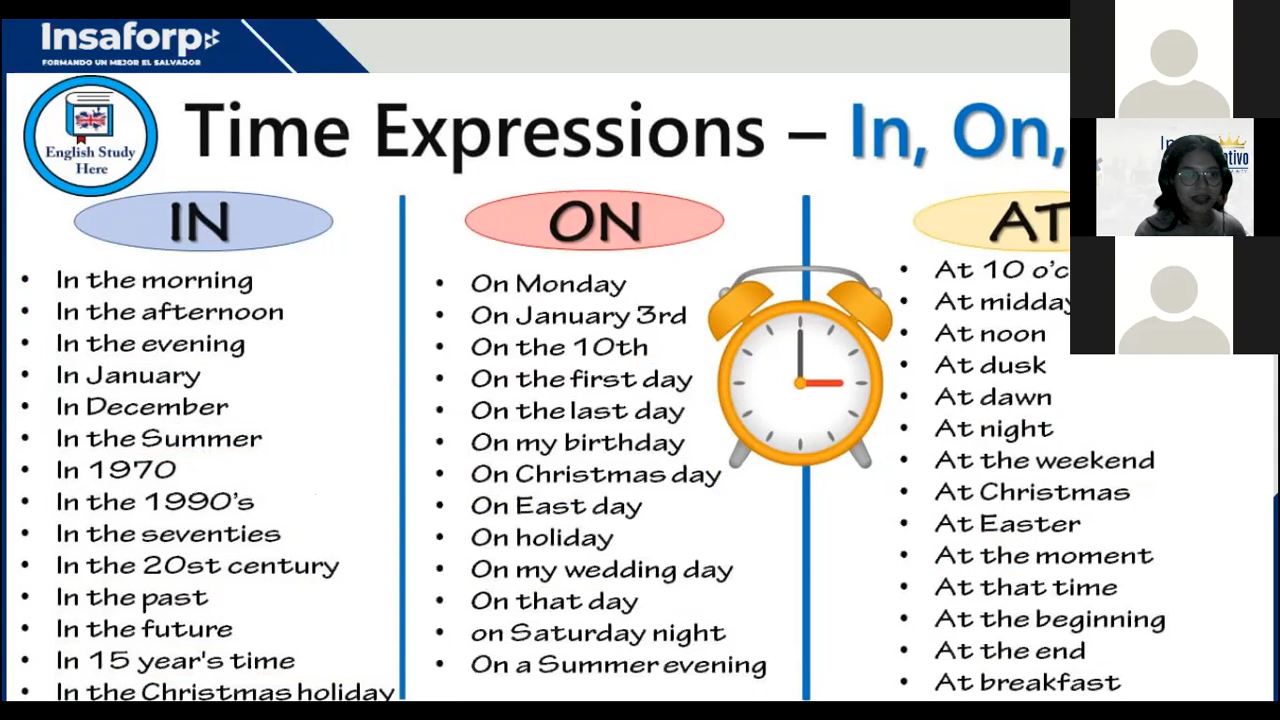 Insaforp
FORMANDO UN MEJOR EL SALVADOR
English Study
Here
Time Expressions – In, On,
IN
In the morning
In the afternoon
In the evening
In January
In December
In the Summer
In 1970
In the 1990's
In the seventies
In the 20st century
In the past
In the future
In 15 year's time
In the Christmas holiday
ON
On Monday
On January 3rd
On the 10th
On the first day
On the last day
On my birthday
On Christmas day
On East day
On holiday
On my wedding day
On that day
on Saturday night
On a Summer evening
AT
At 10 o'c
At midday
At noon
At dusk
At dawn
At night
At the weekend
At Christmas
At Easter
At the moment
At that time
At the beginning
At the end
At breakfast